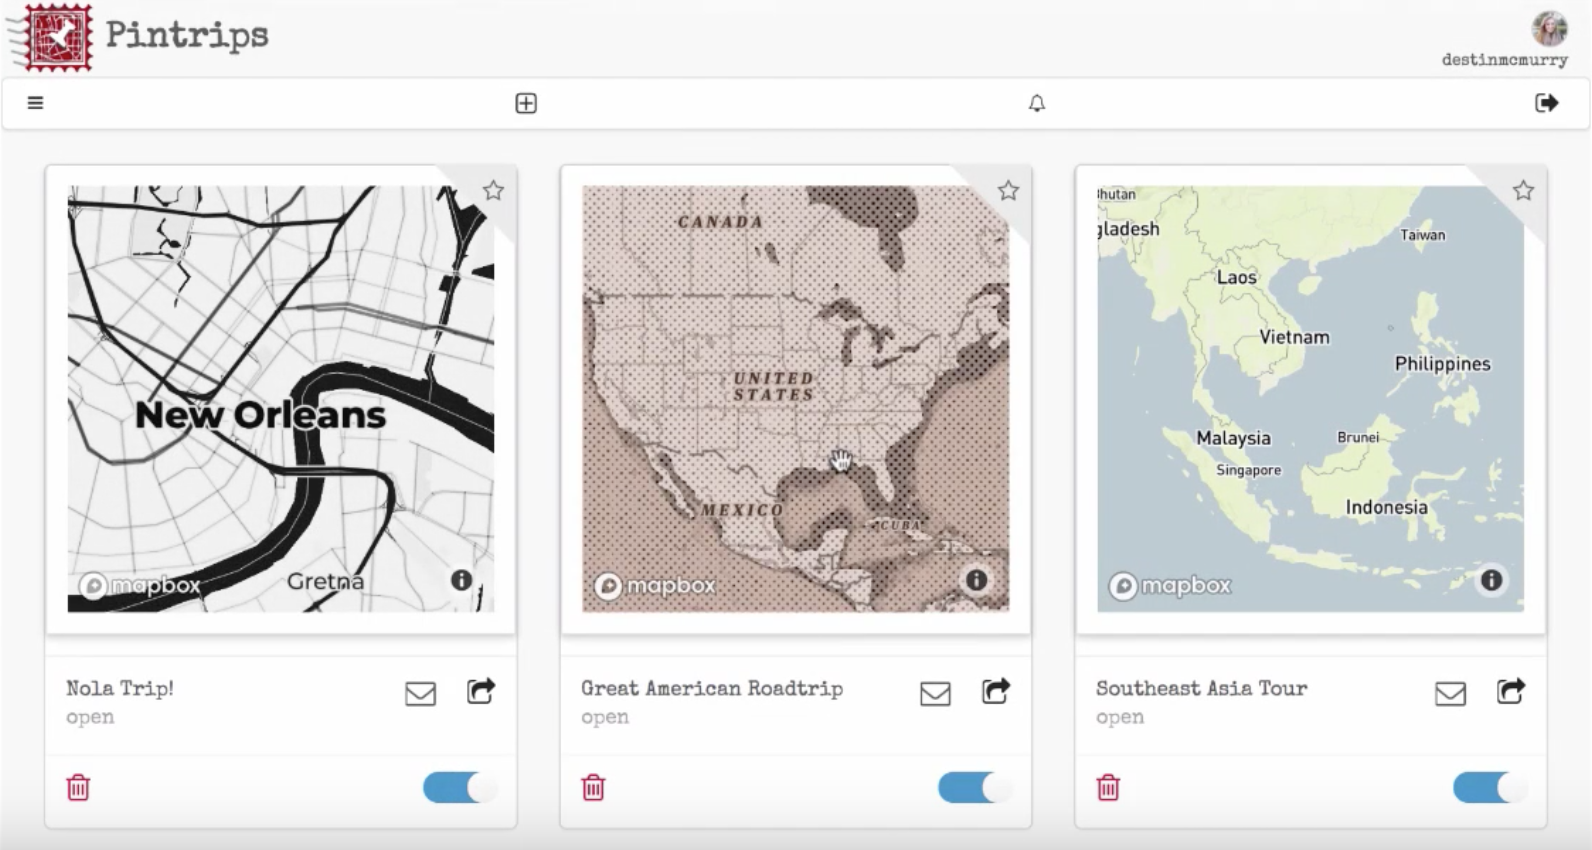 Pintrips
destinmcmurry
New Orleans
Gretna
mapbox
CANADA
UNITED
STATES
MEXICO
CUBA
mapbox
Bhutan
gladesh
Taiwan
Laos
Vietnam
Philippines
Malaysia
Brunei
Singapore
Indonesia
mapbox
Nola Trip!
open
Great American Roadtrip
open
Southeast Asia Tour
open